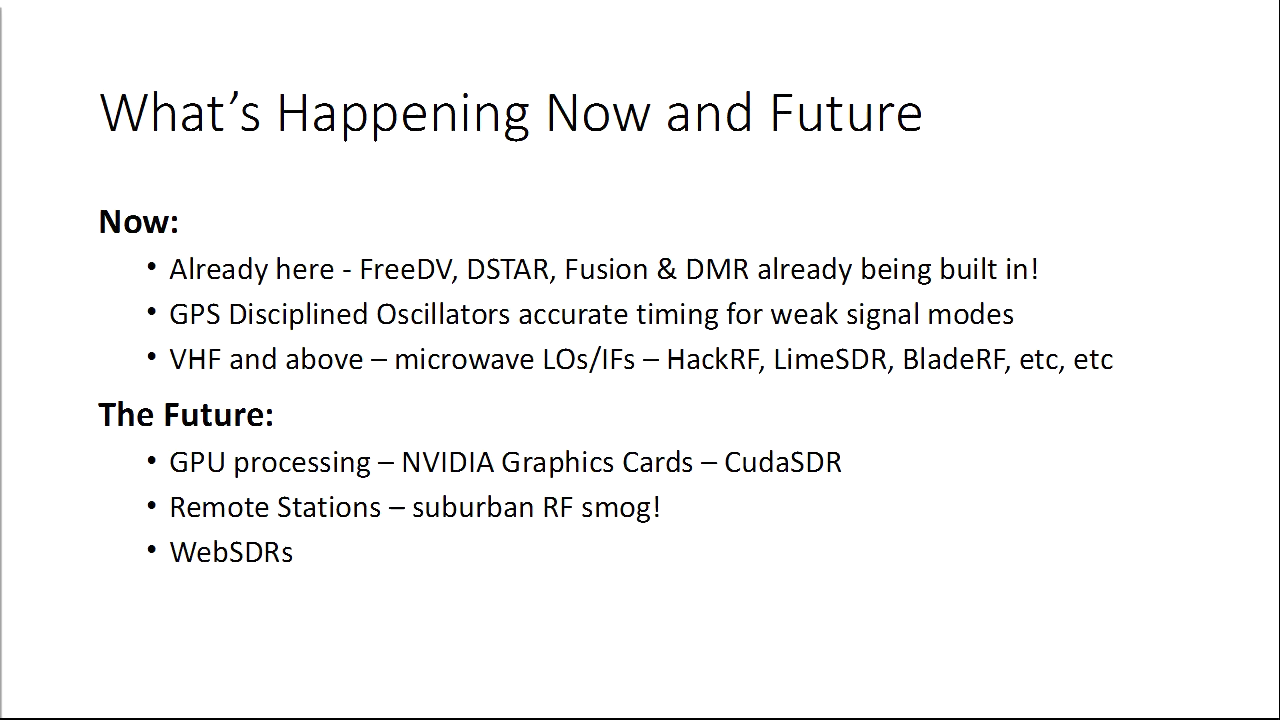 What’s Happening Now and Future
Now:
• Already here - FreeDV, DSTAR, Fusion & DMR already being built in!
• GPS Disciplined Oscillators accurate timing for weak signal modes
• VHF and above – microwave LOs/IFs – HackRF, LimeSDR, BladeRF, etc, etc
The Future:
• GPU processing – NVIDIA Graphics Cards – CudaSDR
• Remote Stations – suburban RF smog!
• WebSDRs